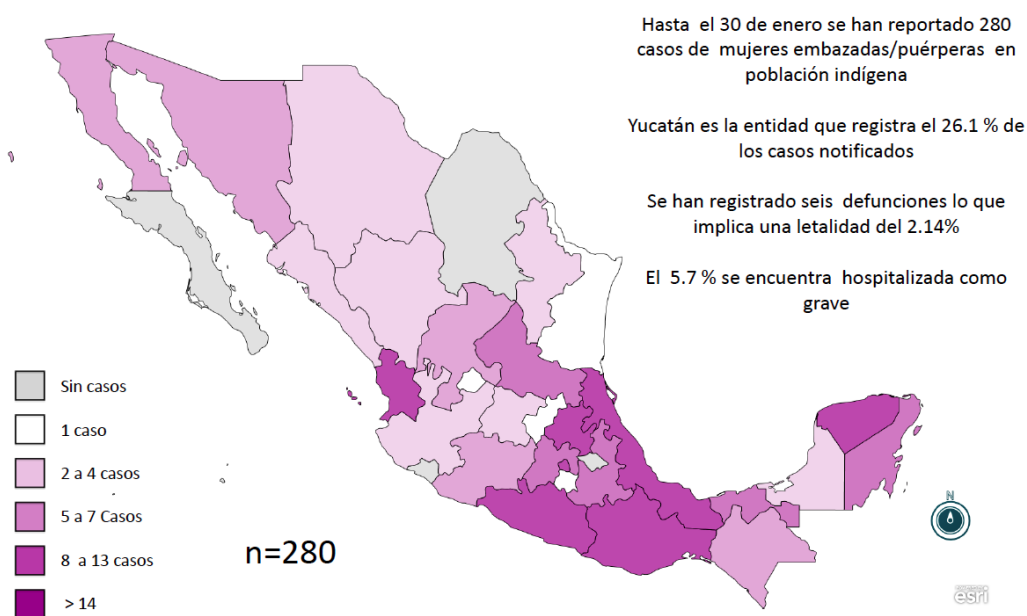 Hasta  el 30 de enero se han reportado 280
casos de mujeres embazadas/puérperas  en
población indígena
Yucatán es la entidad que registra el 26.1 % de
los casos notificados
Se han registrado seis  defunciones lo que
implica una letalidad del 2.14%
El  5.7 % se encuentra  hospitalizada como
grave
Sin casos
1 caso
2 a 4 casos
5 a 7 Casos
8  a 13 casos
> 14
n=280
N
esri